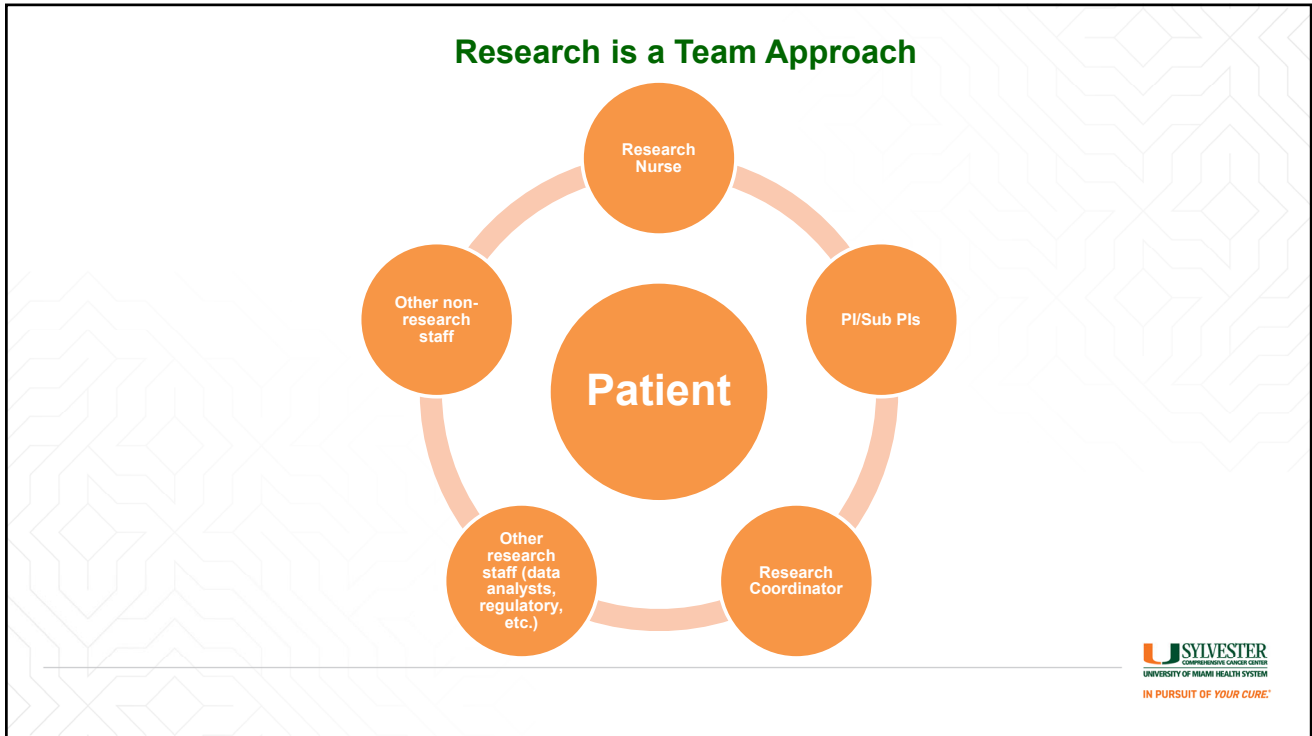 Research is a Team Approach
Research
Nurse
PI/Sub PIs
Research
Coordinator
Other
research
staff (data
analysts,
regulatory,
etc.)
Other non-
research
staff
Patient
SYLVESTER
COMPREHENSIVE CANCER CENTER
UNIVERSITY OF MIAMI HEALTH SYSTEM
IN PURSUIT OF YOUR CURE.®